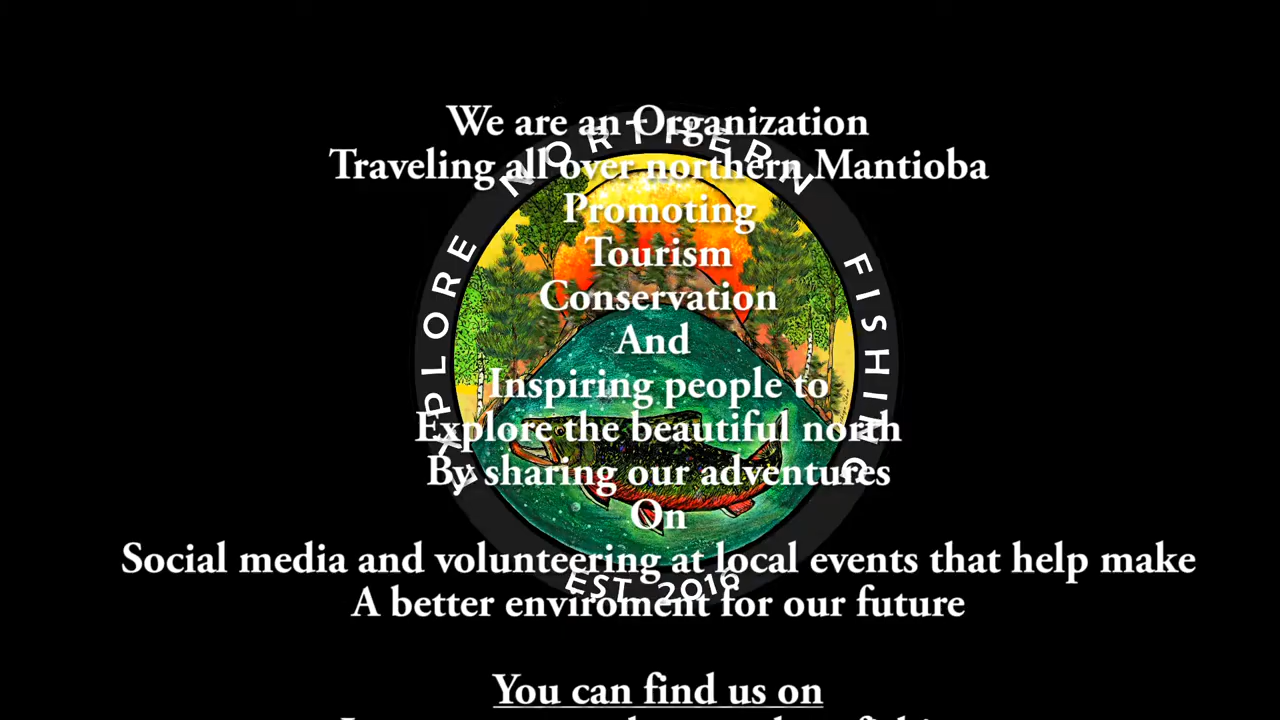 We are an Organization
Traveling all over northern Mantioba
Promoting
Tourism
Conservation
And
Inspiring people to
Explore the beautiful north
By sharing our adventures
On
Social media and volunteering at local events that help make
A better enviroment for our future
You can find us on
EXPLORE NORTHERN FISHING
EST. 2016